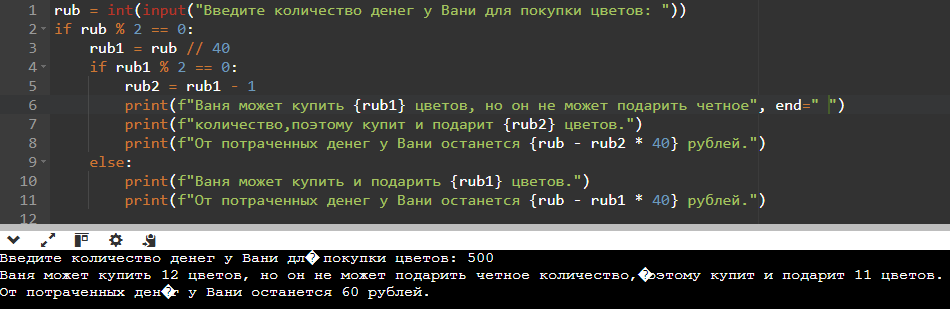 1 rub = int(input("Введите количество денег у Вани для покупки цветов: "))
2 if rub % 2 == 0:
3 rub1 = rub // 40
4 if rub1 % 2 == 0:
5 rub2 = rub1 - 1
6 print(f"Ваня может купить {rub1} цветов, но он не может подарить четное", end=" ")
7 print(f"количество,поэтому купит и подарит {rub2} цветов.")
8 print(f"От потраченных денег у Вани останется {rub - rub2 * 40} рублей.")
9 else:
10 print(f"Ваня может купить и подарить {rub1} цветов.")
11 print(f"От потраченных денег у Вани останется {rub - rub1 * 40} рублей.")
12
Введите количество денег у Вани дл� покупки цветов: 500
Ваня может купить 12 цветов, но он не может подарить четное количество,�оэтому купит и подарит 11 цветов.
От потраченных ден�г у Вани останется 60 рублей.